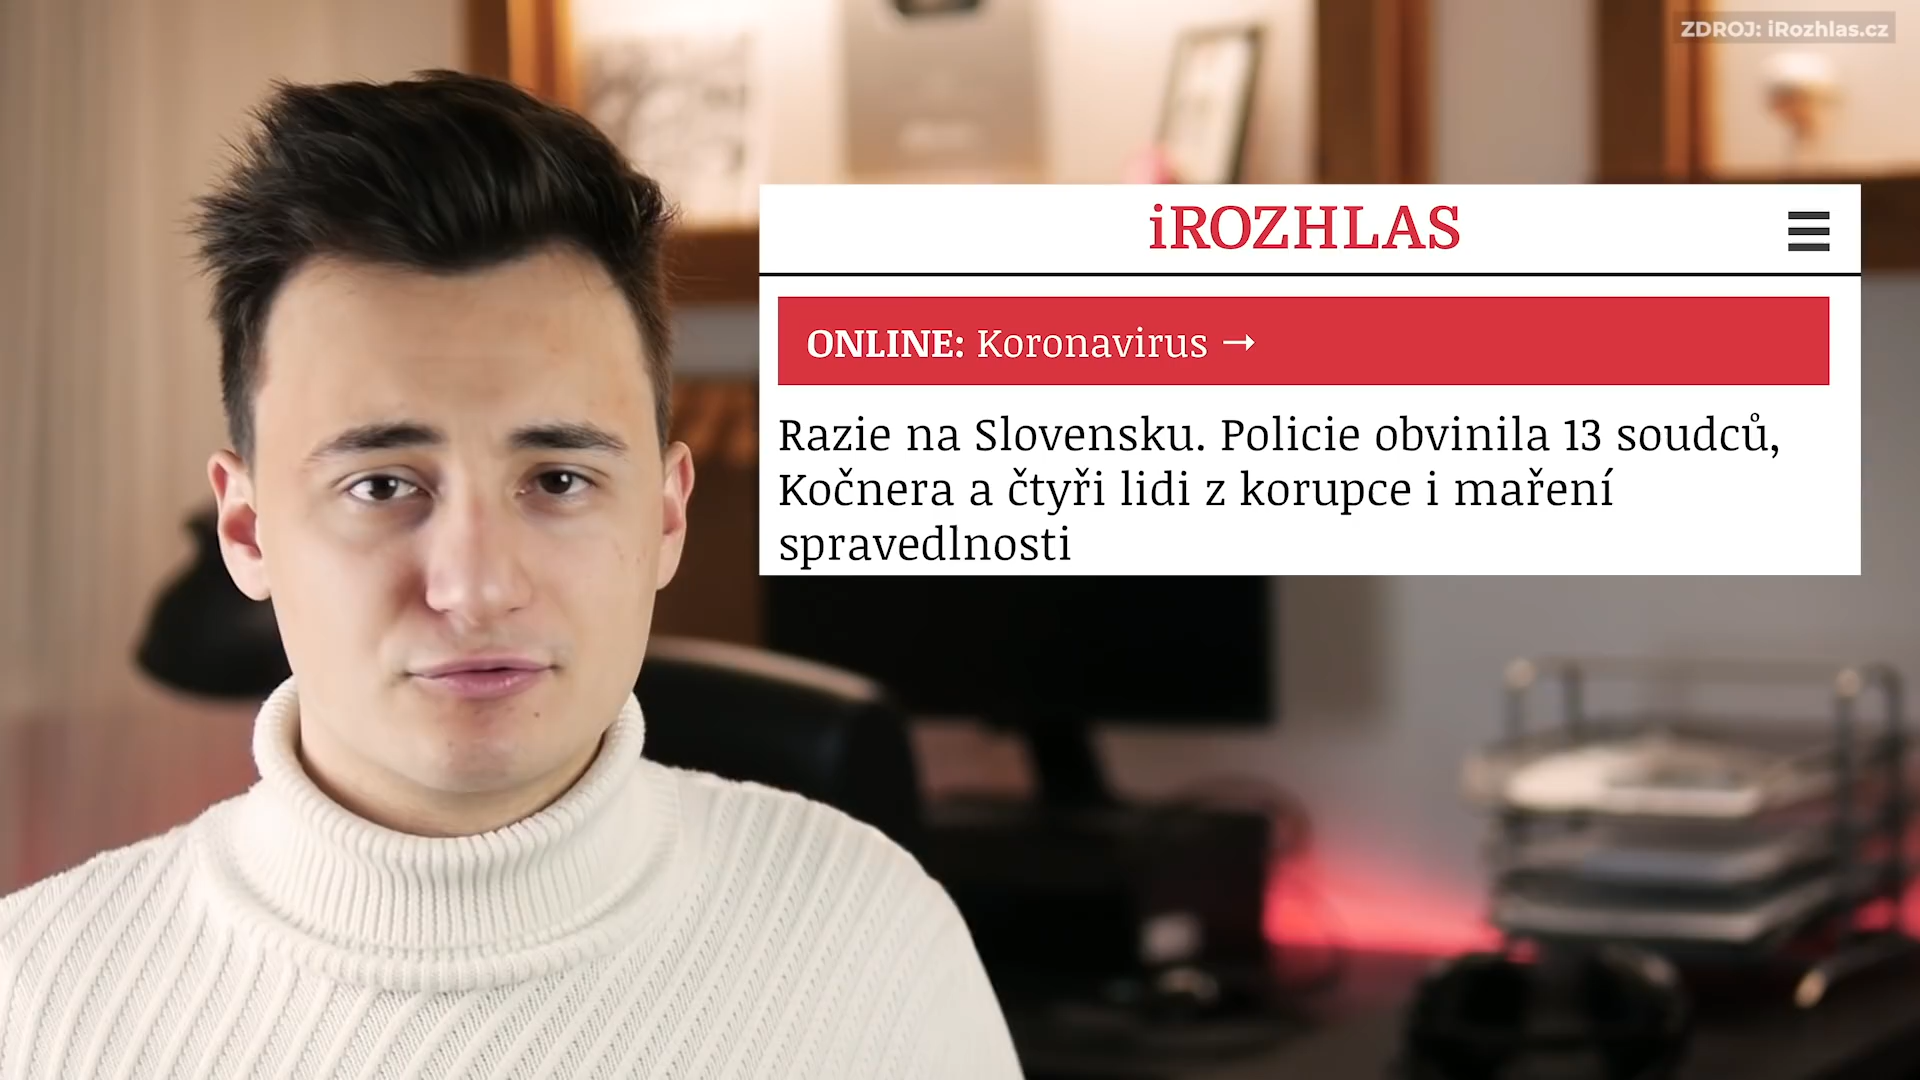 ZDROJ: iRozhlas.cz
iROZHLAS
ONLINE: Koronavirus →
Razie na Slovensku. Policie obvinila 13 soudců,
Kočnera a čtyři lidi z korupce i maření
spravedlnosti